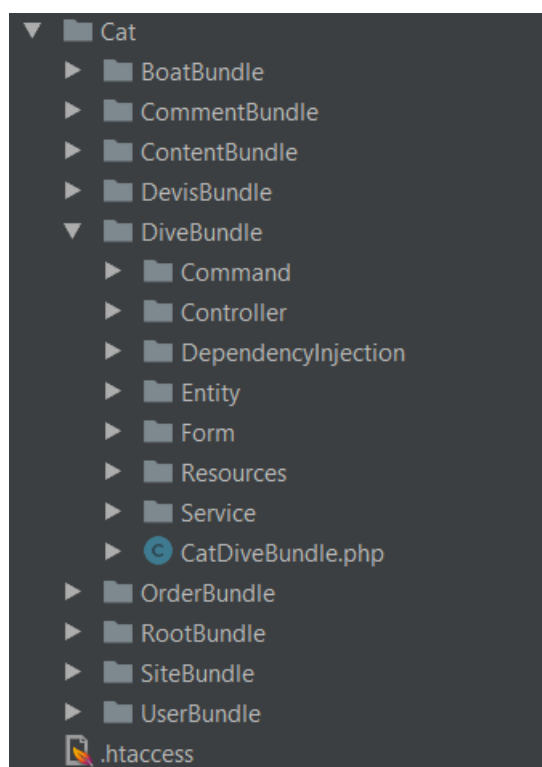 Cat
BoatBundle
CommentBundle
ContentBundle
DevisBundle
DiveBundle
Command
Controller
DependencyInjection
Entity
Form
Resources
Service
C CatDiveBundle.php
OrderBundle
RootBundle
SiteBundle
UserBundle
.htaccess